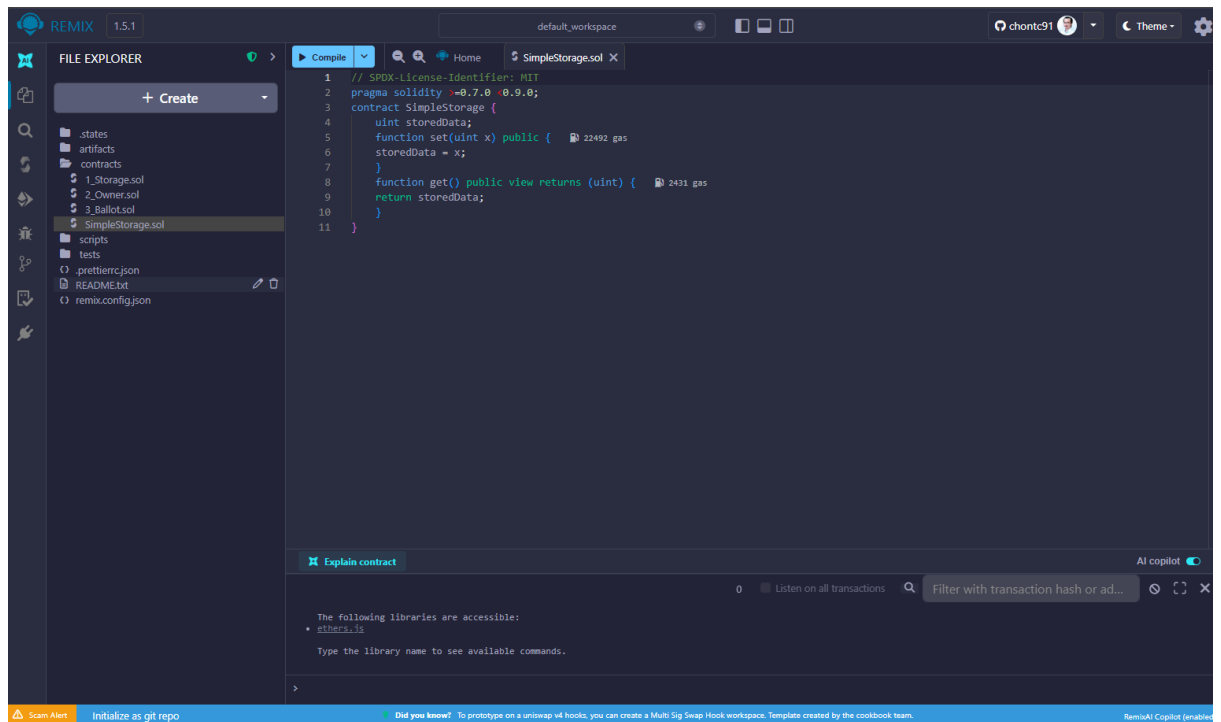 REMIX 1.5.1 default_workspace chontc91 Theme
FILE EXPLORER
+ Create
.states
artifacts
contracts
1_Storage.sol
2_Owner.sol
3_Ballot.sol
SimpleStorage.sol
scripts
tests
.prettierrc.json
README.txt
remix.config.json
Compile Home SimpleStorage.sol
1 // SPDX-License-Identifier: MIT
2 pragma solidity >=0.7.0 <0.9.0;
3 contract SimpleStorage {
4 uint storedData;
5 function set(uint x) public { 22492 gas
6 storedData = x;
7 }
8 function get() public view returns (uint) { 2431 gas
9 return storedData;
10 }
11 }
Explain contract AI copilot
0 Listen on all transactions Filter with transaction hash or ad...
The following libraries are accessible:
• ethers.js
Type the library name to see available commands.
>
Scam Alert Initialize as git repo Did you know? To prototype on a uniswap v4 hooks, you can create a Multi Sig Swap Hook workspace. Template created by the cookbook team. RemixAI Copilot (enabled